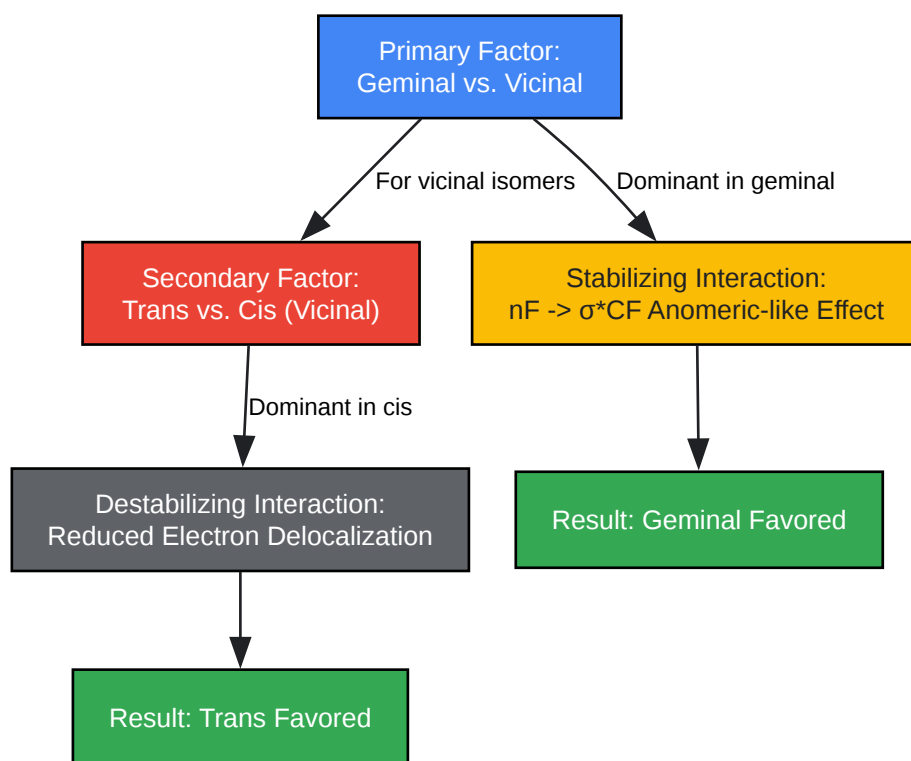 Primary Factor:
Geminal vs. Vicinal
For vicinal isomers
Dominant in geminal
Secondary Factor:
Trans vs. Cis (Vicinal)
Stabilizing Interaction:
nF -> σ*CF Anomeric-like Effect
Dominant in cis
Destabilizing Interaction:
Reduced Electron Delocalization
Result: Geminal Favored
Result: Trans Favored